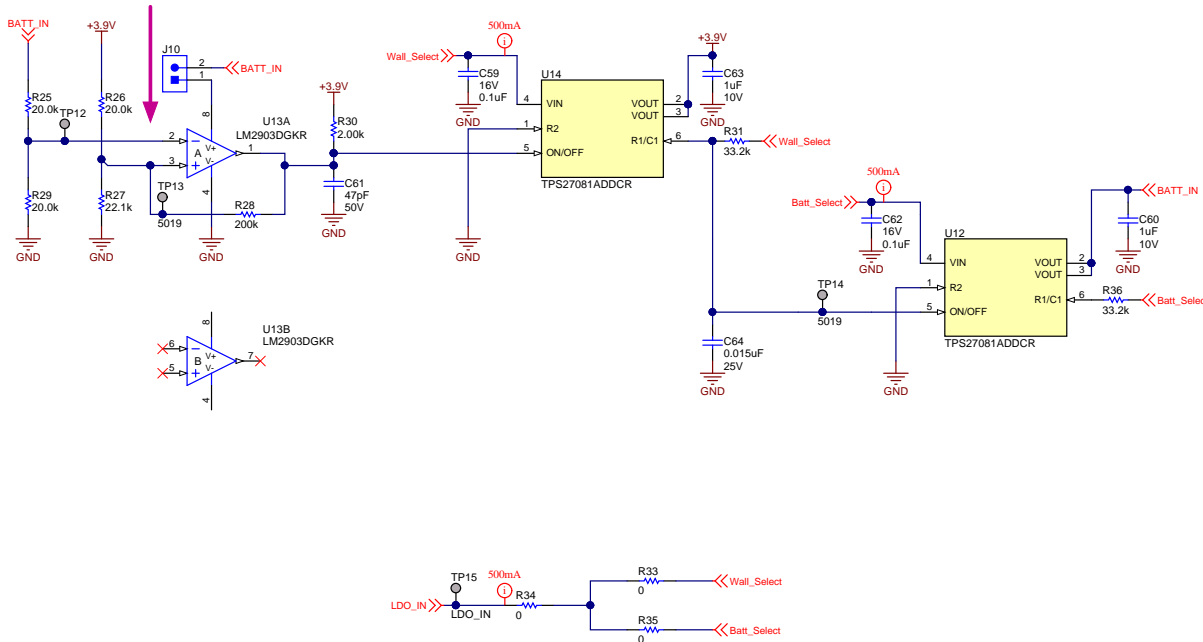 BATT_IN
+3.9V
J10
2
1
BATT_IN
R25
20.0k
TP12
R26
20.0k
8
U13A
LM2903DGKR
2
3
A
V+
V-
1
4
R29
20.0k
R27
22.1k
TP13
5019
R28
200k
GND
GND
GND
+3.9V
R30
2.00k
C61
47pF
50V
GND
8
U13B
LM2903DGKR
6
5
B
V+
V-
7
4
500mA
i
Wall_Select
C59
16V
0.1uF
GND
U14
4
VIN
VOUT
2
VOUT
3
1
R2
R1/C1
6
5
ON/OFF
TPS27081ADDCR
GND
+3.9V
C63
1uF
10V
GND
R31
33.2k
Wall_Select
500mA
i
Batt_Select
C62
16V
0.1uF
GND
U12
4
VIN
VOUT
2
VOUT
3
1
R2
R1/C1
6
5
ON/OFF
TPS27081ADDCR
GND
BATT_IN
C60
1uF
10V
GND
R36
33.2k
Batt_Selec
TP14
5019
C64
0.015uF
25V
GND
TP15
500mA
i
LDO_IN
LDO_IN
R34
0
R33
0
Wall_Select
R35
0
Batt_Select